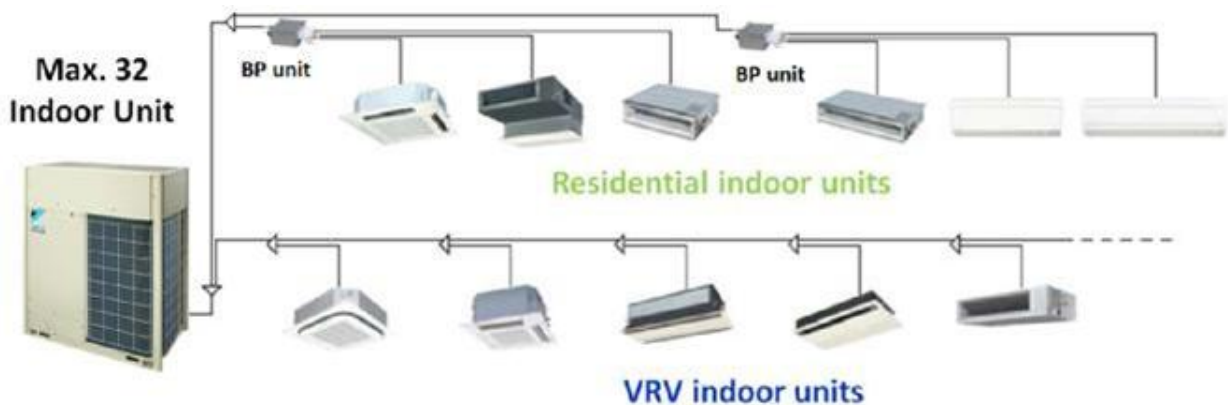 Max. 32
Indoor Unit
BP unit
BP unit
Residential indoor units
VRV indoor units